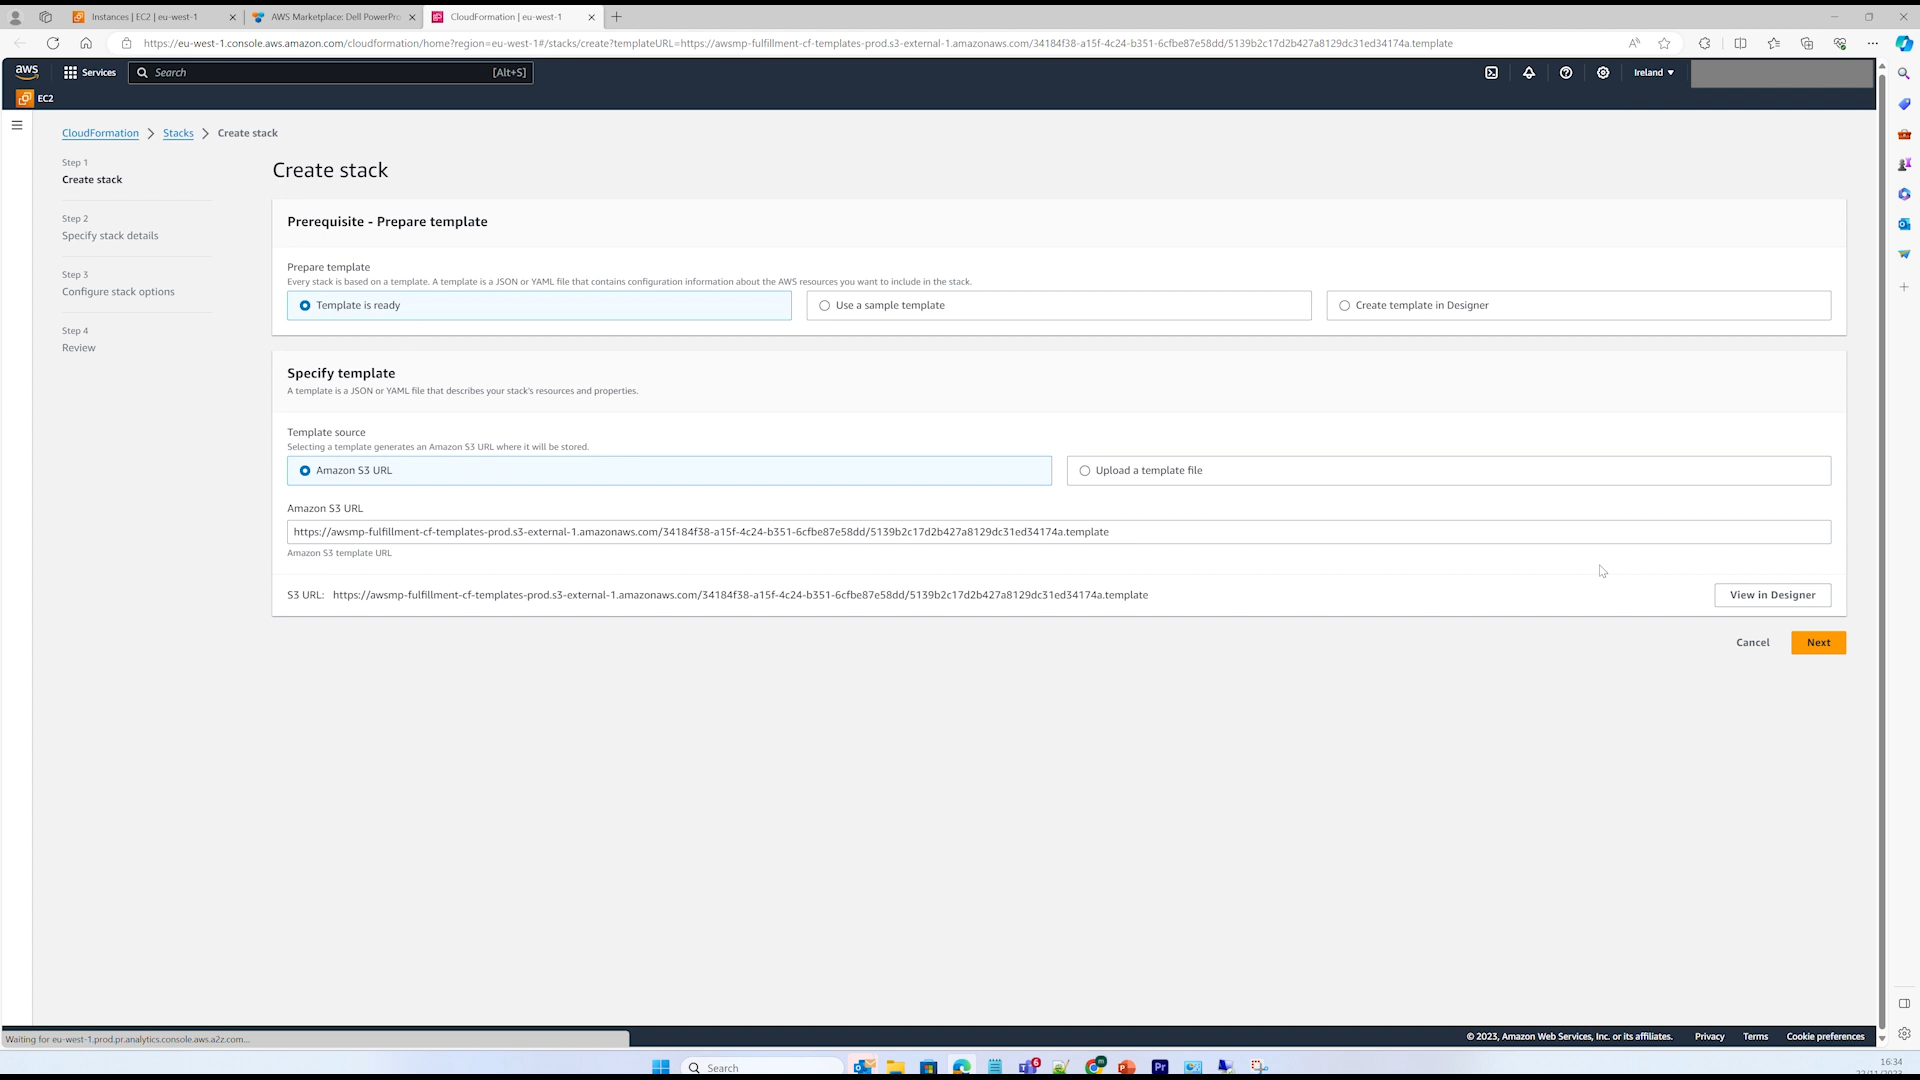 Instances | EC2 | eu-west-1
AWS Marketplace: Dell PowerPro
CloudFormation | eu-west-1
https://eu-west-1.console.aws.amazon.com/cloudformation/home?region=eu-west-1#/stacks/create?templateURL=https://awsmp-fulfillment-cf-templates-prod.s3-external-1.amazonaws.com/34184f38-a15f-4c24-b351-6cfbe87e58dd/5139b2c17d2b427a8129dc31ed34174a.template
aws
Services
Search
[Alt+S]
Ireland
EC2
CloudFormation > Stacks > Create stack
Step 1
Create stack
Step 2
Specify stack details
Step 3
Configure stack options
Step 4
Review
Create stack
Prerequisite - Prepare template
Prepare template
Every stack is based on a template. A template is a JSON or YAML file that contains configuration information about the AWS resources you want to include in the stack.
Template is ready
Use a sample template
Create template in Designer
Specify template
A template is a JSON or YAML file that describes your stack's resources and properties.
Template source
Selecting a template generates an Amazon S3 URL where it will be stored.
Amazon S3 URL
Upload a template file
Amazon S3 URL
https://awsmp-fulfillment-cf-templates-prod.s3-external-1.amazonaws.com/34184f38-a15f-4c24-b351-6cfbe87e58dd/5139b2c17d2b427a8129dc31ed34174a.template
Amazon S3 template URL
S3 URL: https://awsmp-fulfillment-cf-templates-prod.s3-external-1.amazonaws.com/34184f38-a15f-4c24-b351-6cfbe87e58dd/5139b2c17d2b427a8129dc31ed34174a.template
View in Designer
Cancel
Next
Waiting for eu-west-1.prod.pr.analytics.console.aws.a2z.com...
© 2023, Amazon Web Services, Inc. or its affiliates.
Privacy
Terms
Cookie preferences
Search
6
16:34
22/11/2023